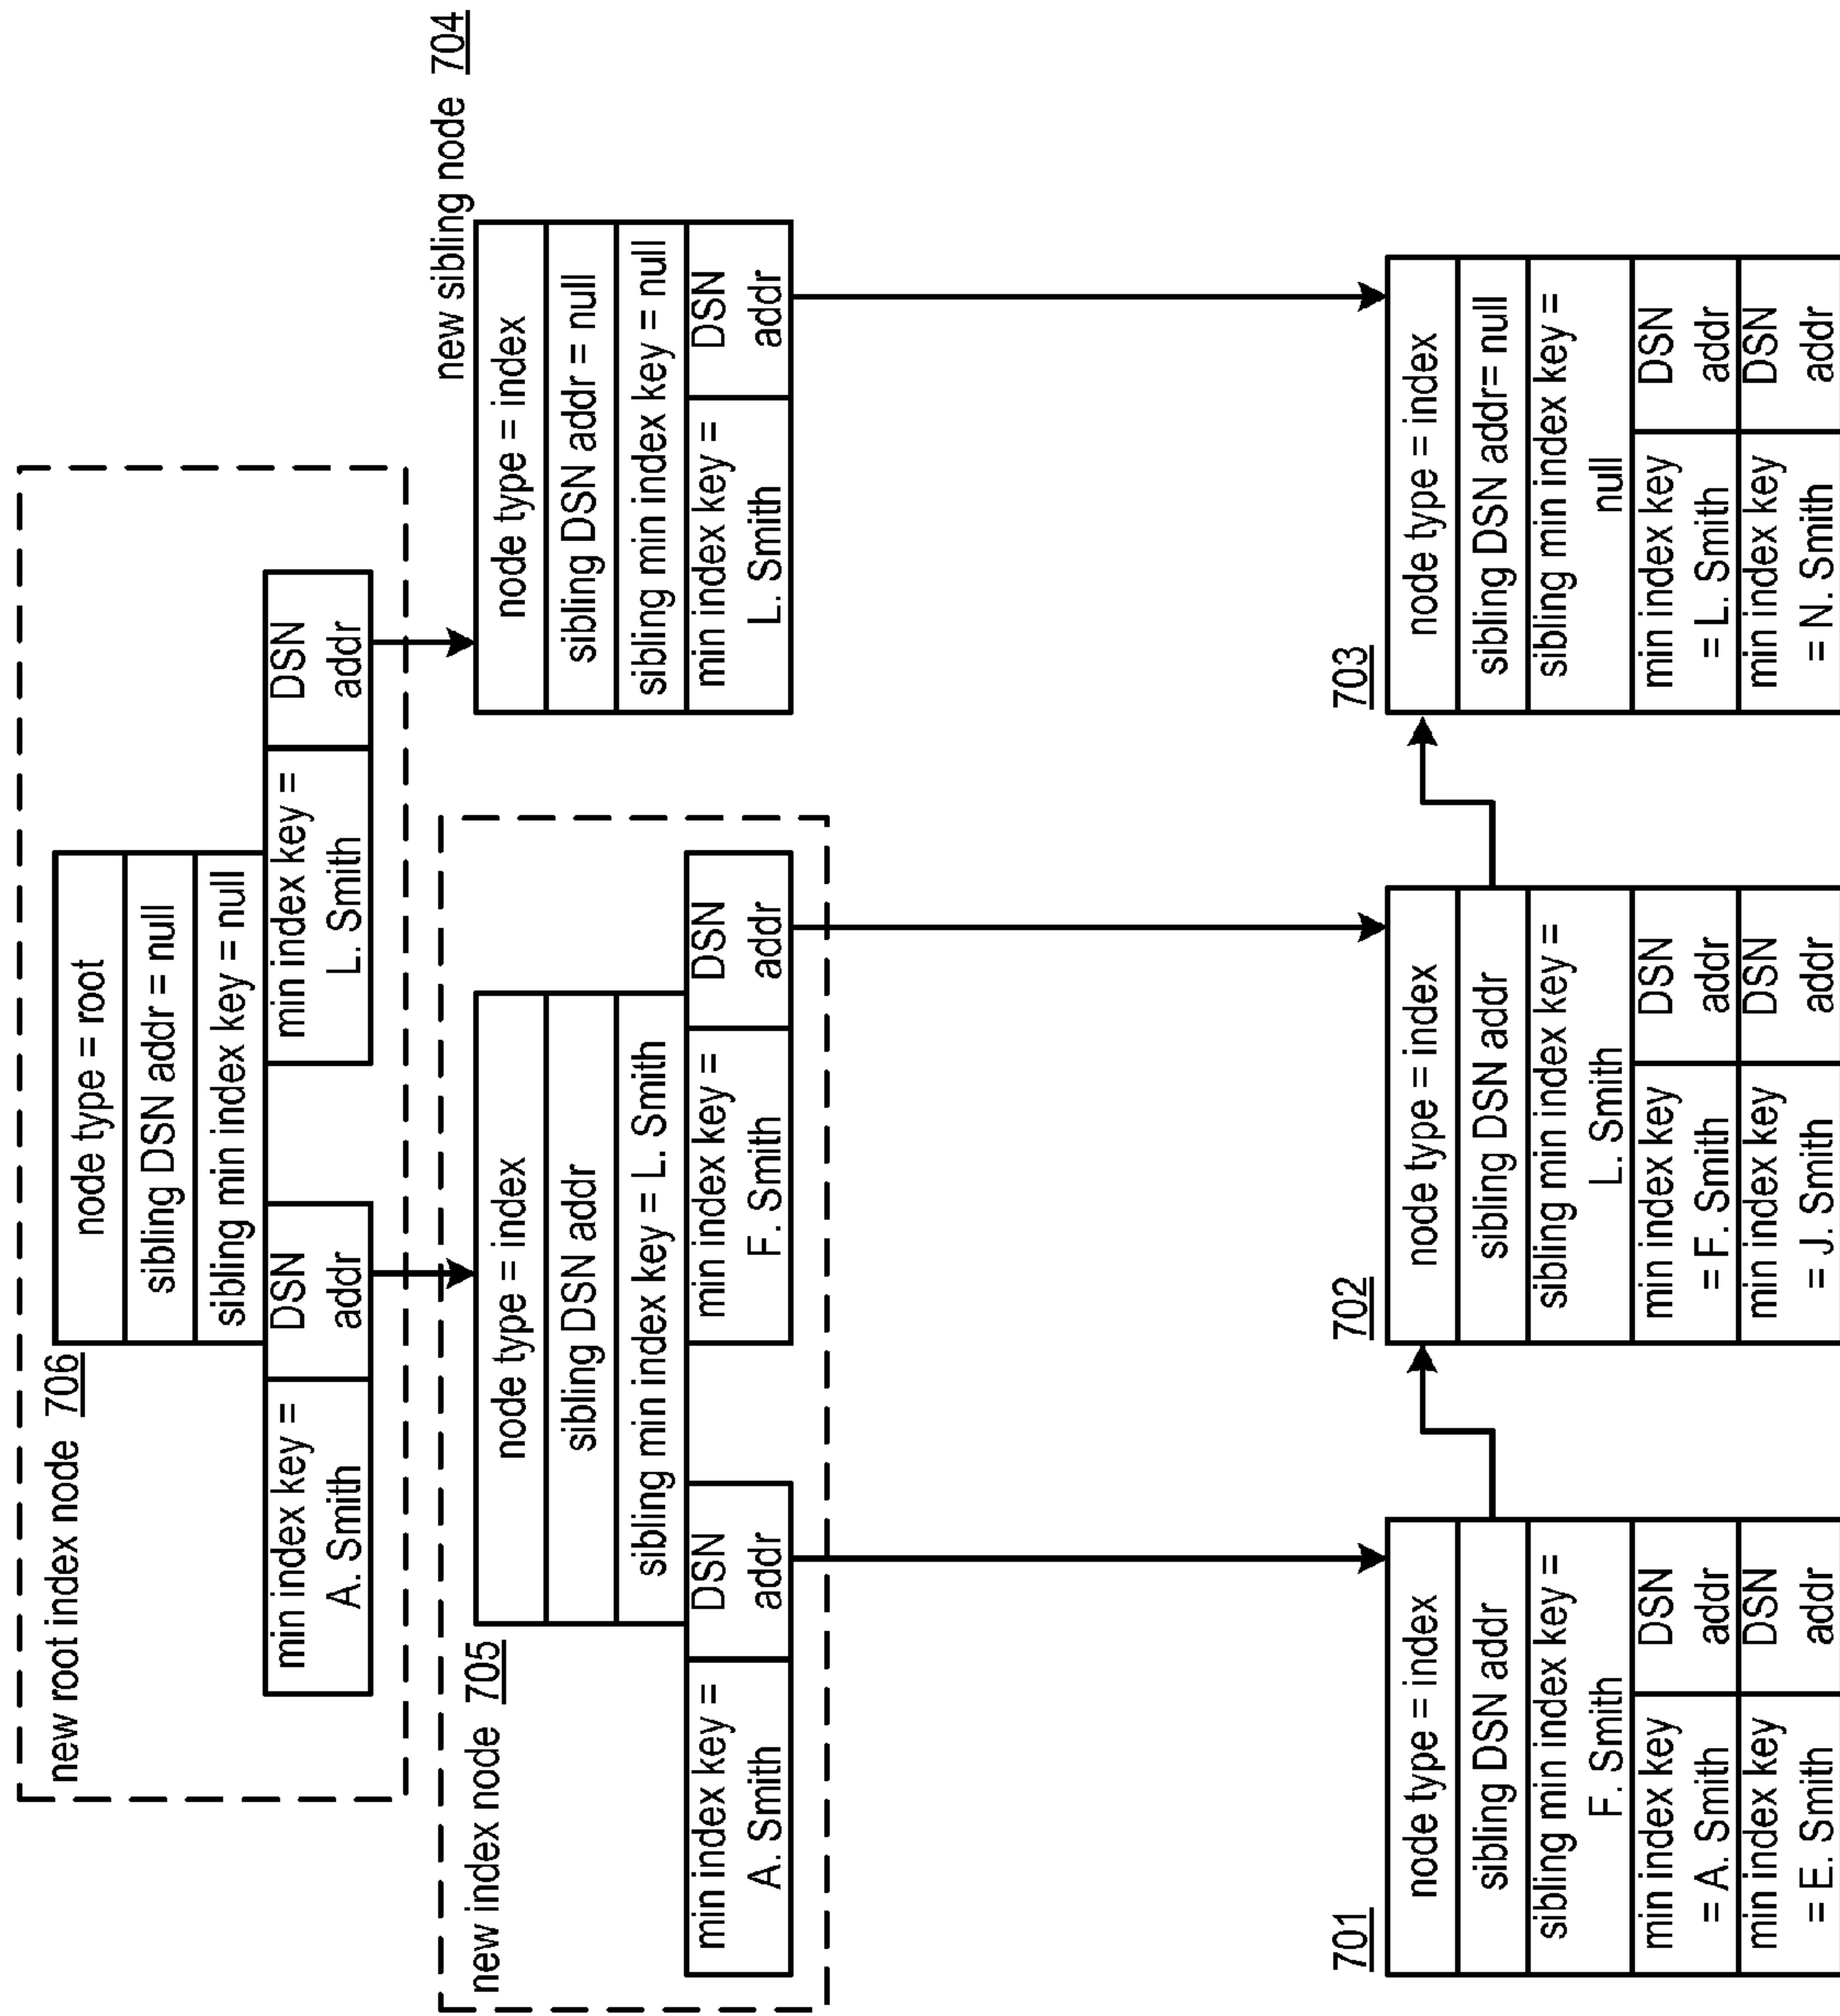 new root index node 706
node type = root
sibling DSN addr = null
sibling min index key = null
min index key =
A. Smith
DSN
addr
min index key =
L. Smith
DSN
addr
new index node 705
node type = index
sibling DSN addr
sibling min index key = L. Smith
min index key =
A. Smith
DSN
addr
min index key =
F. Smith
DSN
addr
new sibling node 704
node type = index
sibling DSN addr = null
sibling min index key = null
min index key =
L. Smith
DSN
addr
701
node type = index
sibling DSN addr
sibling min index key =
F. Smith
min index key
= A. Smith
DSN
addr
min index key
= E. Smith
DSN
addr
702
node type = index
sibling DSN addr
sibling min index key =
L. Smith
min index key
= F. Smith
DSN
addr
min index key
= J. Smith
DSN
addr
703
node type = index
sibling DSN addr= null
sibling min index key =
null
min index key
= L. Smith
DSN
addr
min index key
= N. Smith
DSN
addr